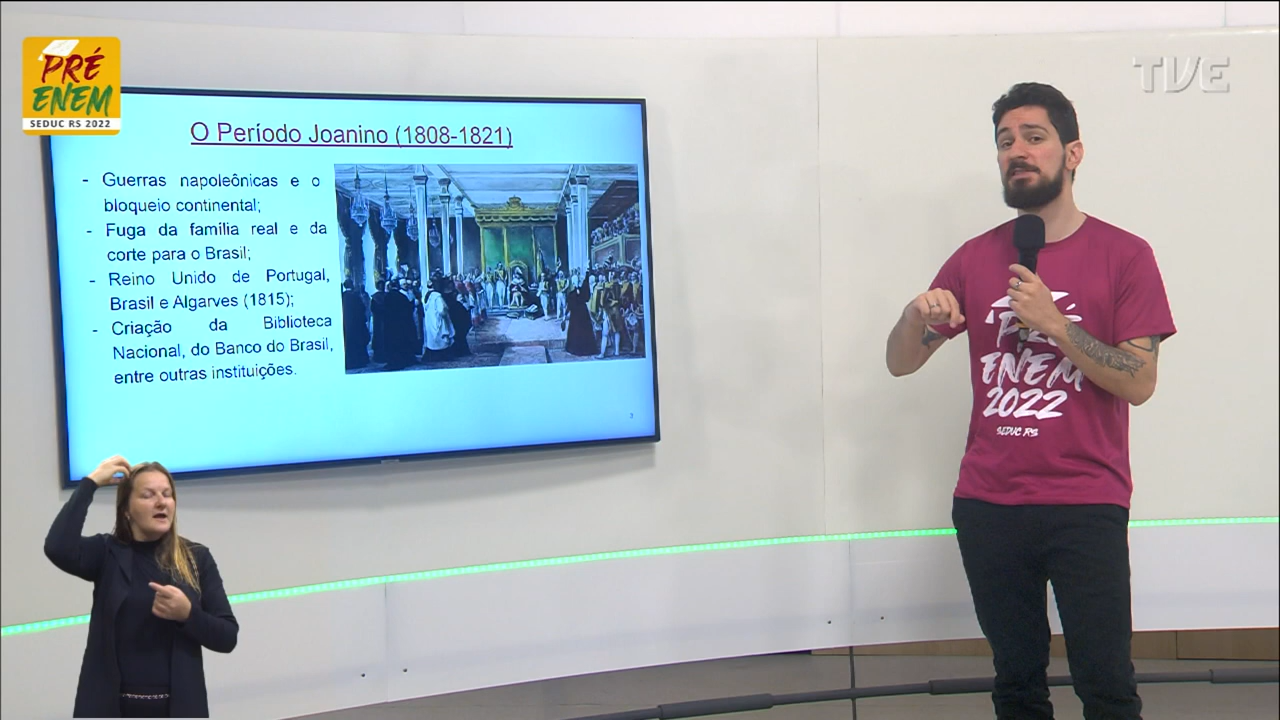 PRÉ
ENEM
SEDUC RS 2022
TVE
O Período Joanino (1808-1821)
- Guerras napoleônicas e o
bloqueio continental;
- Fuga da família real e da
corte para o Brasil;
- Reino Unido de Portugal,
Brasil e Algarves (1815);
- Criação da Biblioteca
Nacional, do Banco do Brasil,
entre outras instituições.
3
PRÉ
ENEM
2022
SEDUC RS